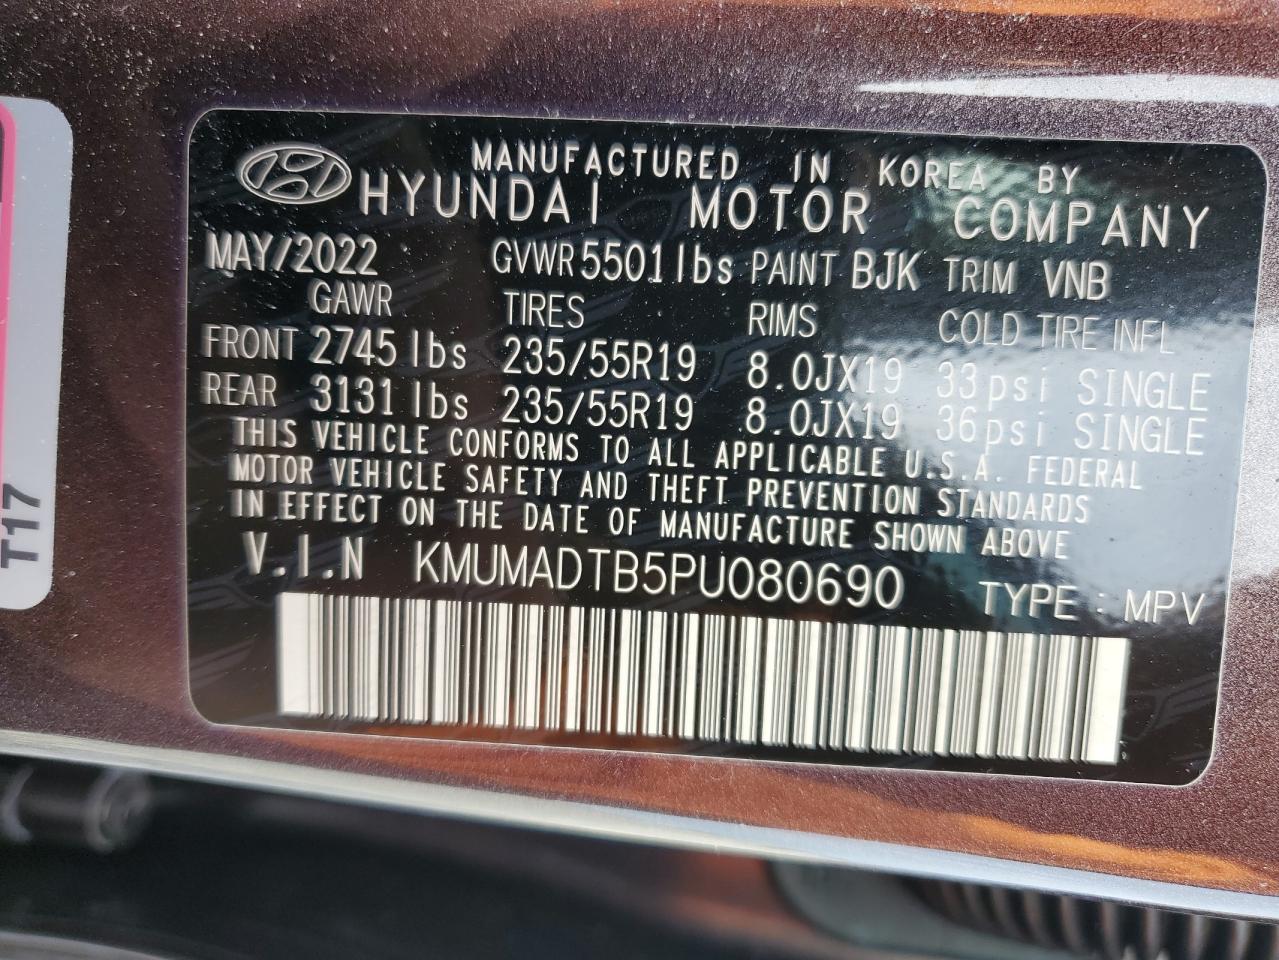 MANUFACTURED IN KOREA BY
HYUNDAI MOTOR COMPANY
MAY/2022 GVWR 5501 lbs PAINT BJK TRIM VNB
GAWR TIRES RIMS COLD TIRE INFL
FRONT 2745 lbs 235/55R19 8.0JX19 33psi SINGLE
REAR 3131 lbs 235/55R19 8.0JX19 36psi SINGLE
THIS VEHICLE CONFORMS TO ALL APPLICABLE U.S.A. FEDERAL
MOTOR VEHICLE SAFETY AND THEFT PREVENTION STANDARDS
IN EFFECT ON THE DATE OF MANUFACTURE SHOWN ABOVE
V.I.N KMUMADTB5PU080690 TYPE : MPV
T17